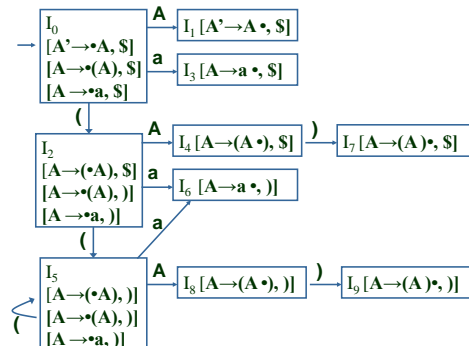 I₀
[A'→•A, $]
[A→•(A), $]
[A→•a, $]
A
I₁ [A'→A•, $]
a
I₃ [A→a•, $]
(
I₂
[A→(•A), $]
[A→•(A), )]
[A→•a, )]
A
I₄ [A→(A•), $]
)
I₇ [A→(A)•, $]
a
I₆ [A→a•, )]
(
a
I₅
[A→(•A), )]
[A→•(A), )]
[A→•a, )]
(
A
I₈ [A→(A•), )]
)
I₉ [A→(A)•, )]